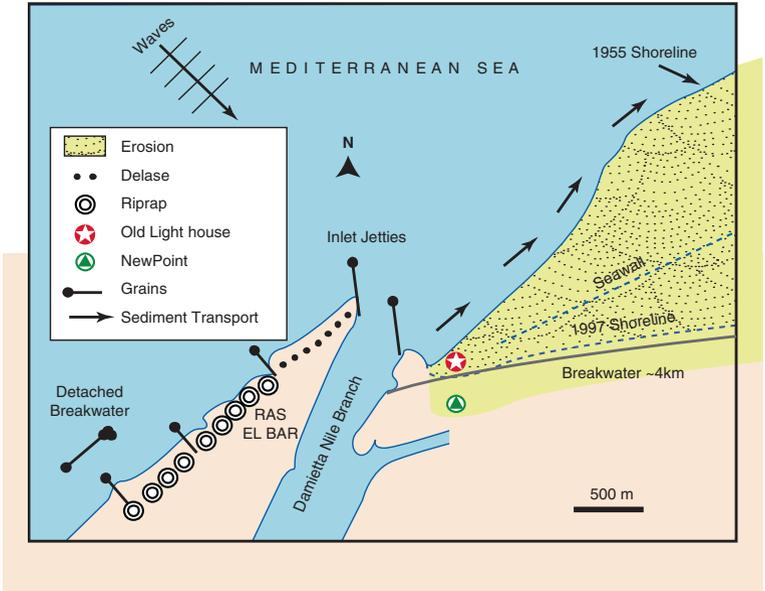 Waves
MEDITERRANEAN SEA
1955 Shoreline
N
Erosion
Delase
Riprap
Old Light house
NewPoint
Grains
Sediment Transport
Inlet Jetties
Seawall
1997 Shoreline
Breakwater ~4km
Detached
Breakwater
RAS
EL BAR
Damietta Nile Branch
500 m